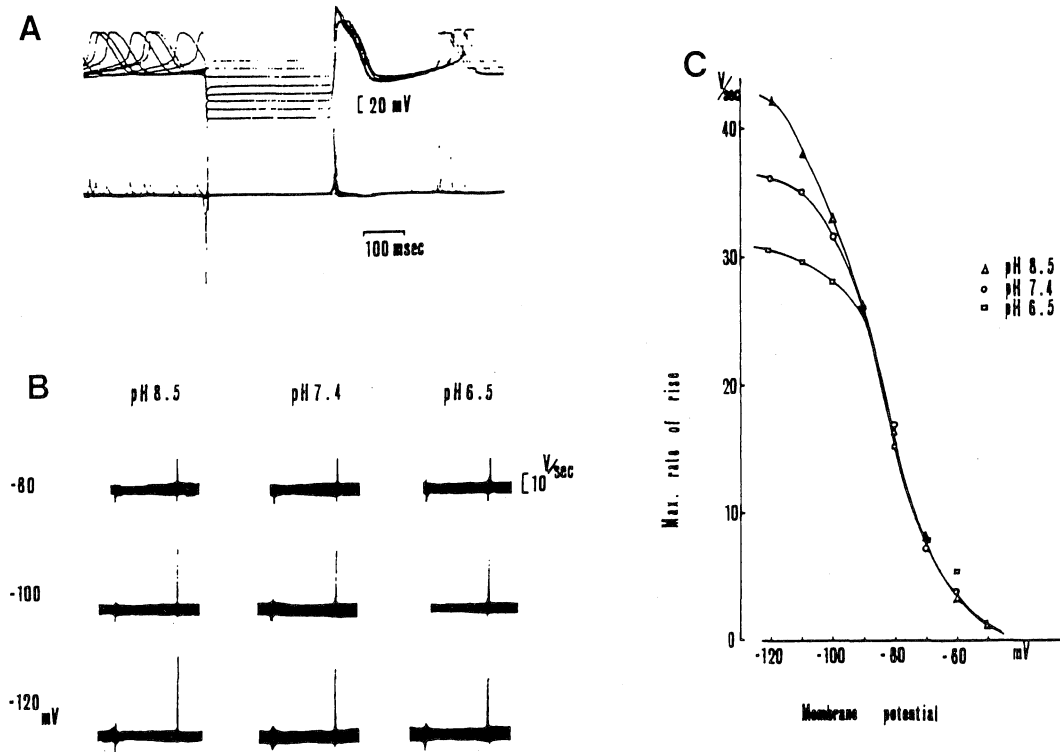 A
[ 20 mV
100 msec
B
pH 8.5
pH 7.4
pH 6.5
-80
[ 10 V/sec
-100
-120 mV
C
V/sec
40
30
20
10
0
-120
-100
-80
-60
mV
Max. rate of rise
Membrane potential
△ pH 8.5
○ pH 7.4
□ pH 6.5